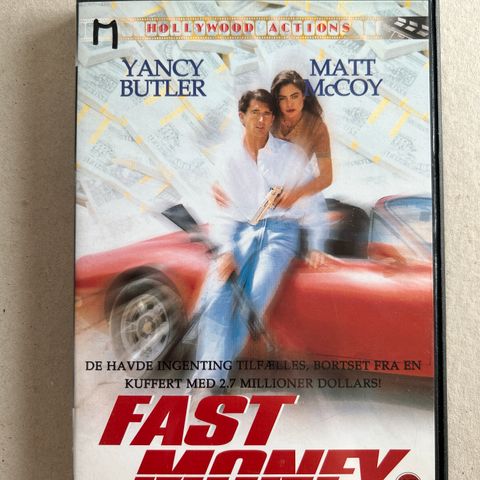 HOLLYWOOD ACTIONS
YANCY BUTLER
MATT McCOY
DE HAVDE INGENTING TILFÆLLES, BORTSET FRA EN
KUFFERT MED 2.7 MILLIONER DOLLARS!
FAST
MONEY